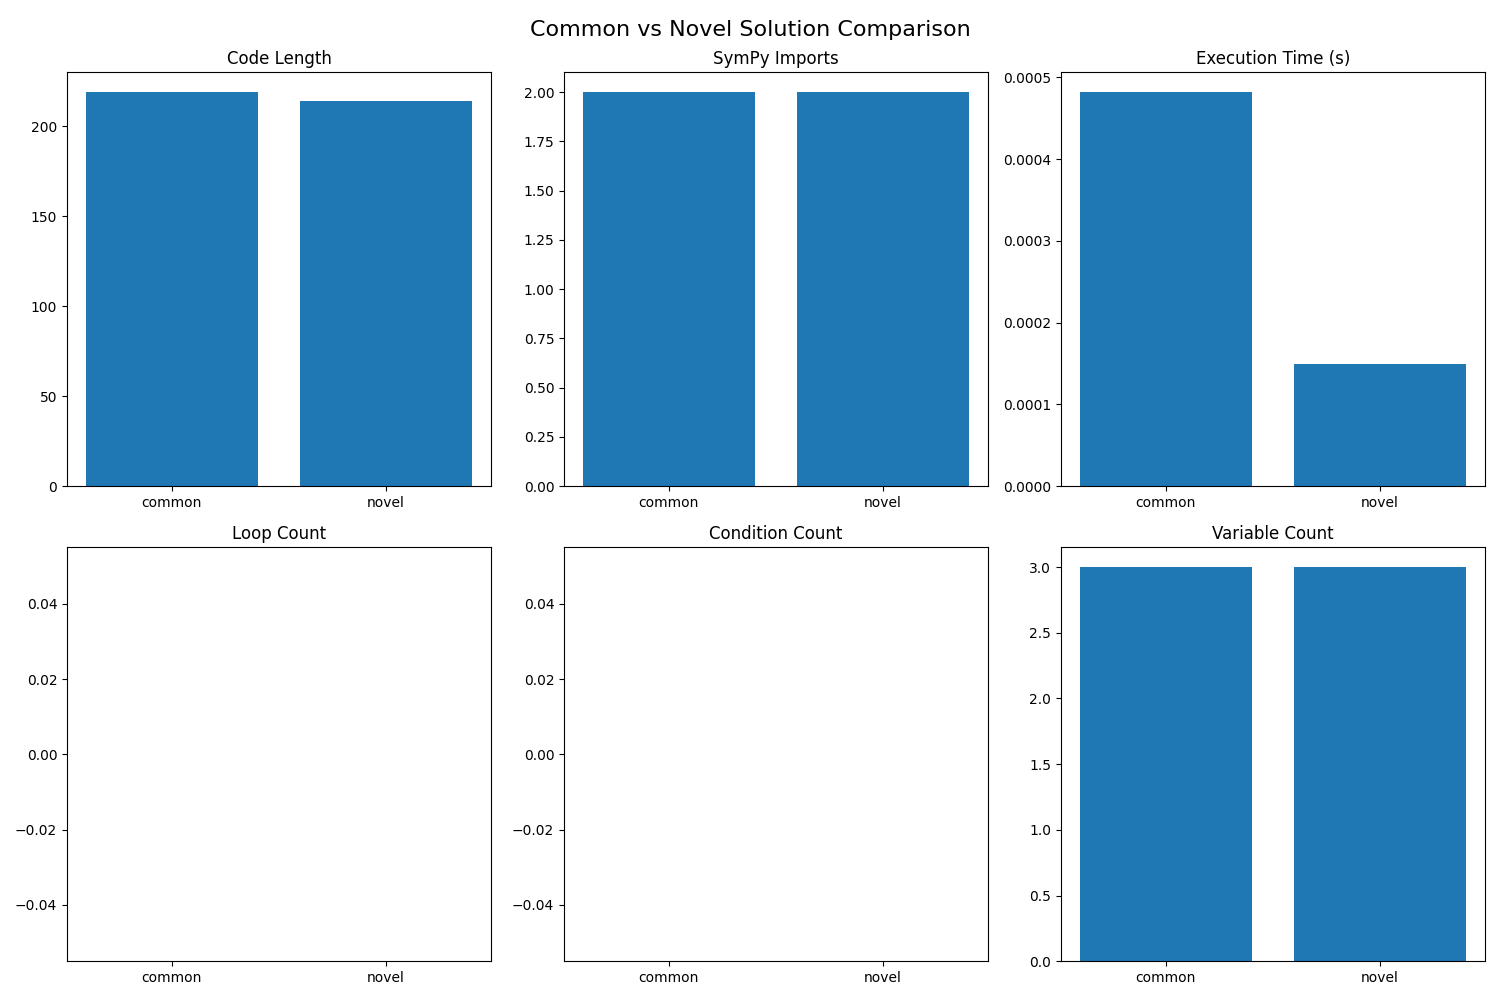 Common vs Novel Solution Comparison
Code Length
200
150
100
50
0
common novel
SymPy Imports
2.00
1.75
1.50
1.25
1.00
0.75
0.50
0.25
0.00
common novel
Execution Time (s)
0.0005
0.0004
0.0003
0.0002
0.0001
0.0000
common novel
Loop Count
0.04
0.02
0.00
−0.02
−0.04
common novel
Condition Count
0.04
0.02
0.00
−0.02
−0.04
common novel
Variable Count
3.0
2.5
2.0
1.5
1.0
0.5
0.0
common novel